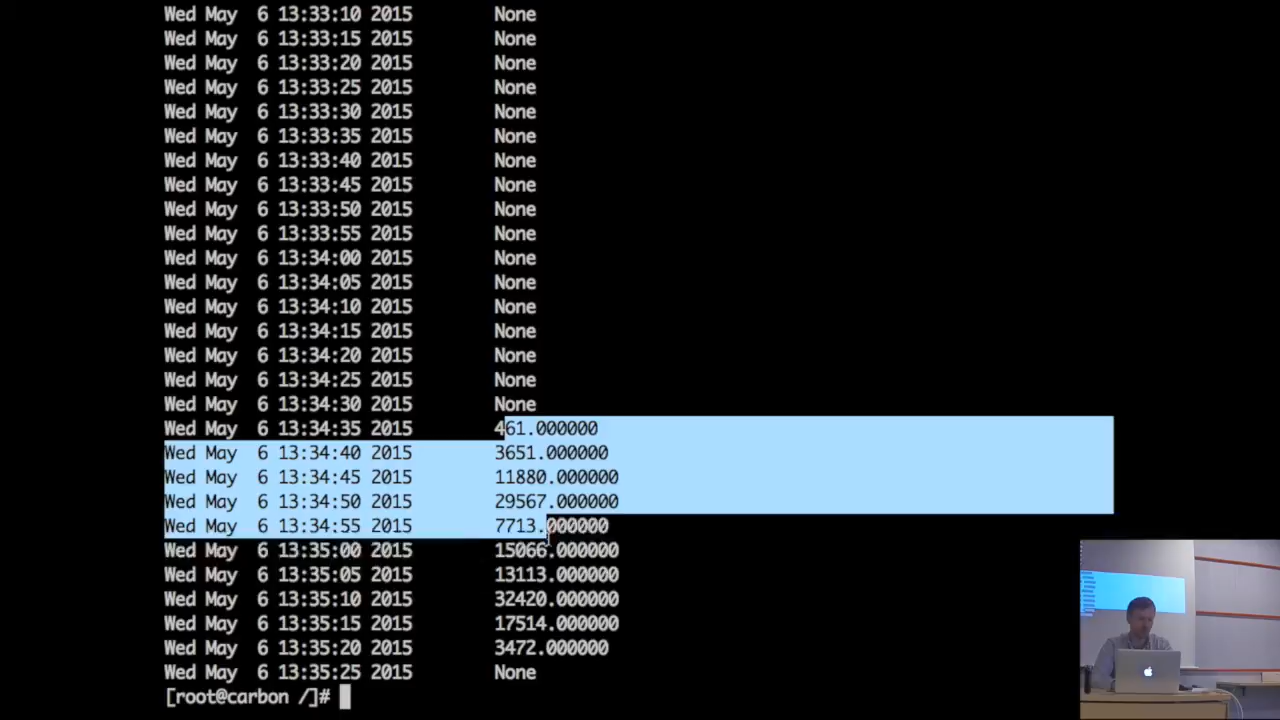 Wed May  6 13:33:10 2015        None
Wed May  6 13:33:15 2015        None
Wed May  6 13:33:20 2015        None
Wed May  6 13:33:25 2015        None
Wed May  6 13:33:30 2015        None
Wed May  6 13:33:35 2015        None
Wed May  6 13:33:40 2015        None
Wed May  6 13:33:45 2015        None
Wed May  6 13:33:50 2015        None
Wed May  6 13:33:55 2015        None
Wed May  6 13:34:00 2015        None
Wed May  6 13:34:05 2015        None
Wed May  6 13:34:10 2015        None
Wed May  6 13:34:15 2015        None
Wed May  6 13:34:20 2015        None
Wed May  6 13:34:25 2015        None
Wed May  6 13:34:30 2015        None
Wed May  6 13:34:35 2015        461.000000
Wed May  6 13:34:40 2015        3651.000000
Wed May  6 13:34:45 2015        11880.000000
Wed May  6 13:34:50 2015        29567.000000
Wed May  6 13:34:55 2015        7713.000000
Wed May  6 13:35:00 2015        15066.000000
Wed May  6 13:35:05 2015        13113.000000
Wed May  6 13:35:10 2015        32420.000000
Wed May  6 13:35:15 2015        17514.000000
Wed May  6 13:35:20 2015        3472.000000
Wed May  6 13:35:25 2015        None
[root@carbon /]#